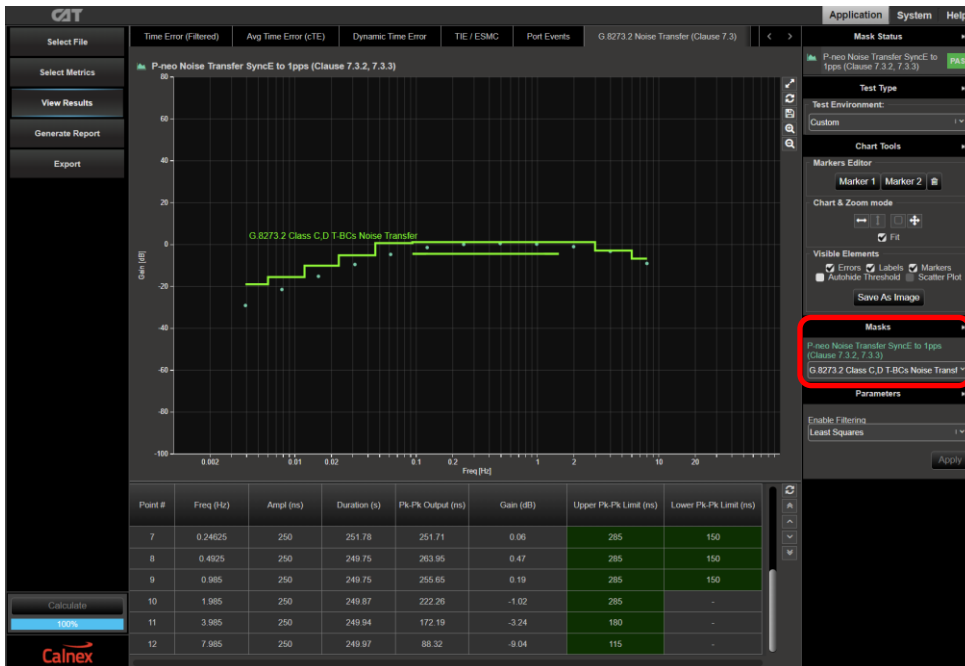 CAT
Application System Help
Select File
Select Metrics
View Results
Generate Report
Export
Calculate
100%
Calnex
Time Error (Filtered) Avg Time Error (cTE) Dynamic Time Error TIE / ESMC Port Events G.8273.2 Noise Transfer (Clause 7.3) < >
P-neo Noise Transfer SyncE to 1pps (Clause 7.3.2, 7.3.3)
80
60
40
20
0
-20
-40
-60
-80
-100
Gain [dB]
G.8273.2 Class C,D T-BCs Noise Transfer
0.002 0.01 0.02 0.1 0.2 1 2 10 20
Freq [Hz]
Point # Freq (Hz) Ampl (ns) Duration (s) Pk-Pk Output (ns) Gain (dB) Upper Pk-Pk Limit (ns) Lower Pk-Pk Limit (ns)
7 0.24625 250 251.78 251.71 0.06 285 150
8 0.4925 250 249.75 263.95 0.47 285 150
9 0.985 250 249.75 255.65 0.19 285 150
10 1.985 250 249.87 222.26 -1.02 285 -
11 3.985 250 249.94 172.19 -3.24 180 -
12 7.985 250 249.97 88.32 -9.04 115 -
Mask Status
P-neo Noise Transfer SyncE to
1pps (Clause 7.3.2, 7.3.3)
PAS
Test Type
Test Environment:
Custom
Chart Tools
Markers Editor
Marker 1 Marker 2
Chart & Zoom mode
Fit
Visible Elements
Errors Labels Markers
Autohide Threshold Scatter Plot
Save As Image
Masks
P-neo Noise Transfer SyncE to 1pps
(Clause 7.3.2, 7.3.3)
G.8273.2 Class C,D T-BCs Noise Transf
Parameters
Enable Filtering
Least Squares
Apply